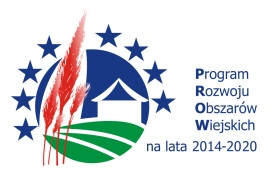 Program
Rozwoju
Obszarów
Wiejskich
na lata 2014-2020